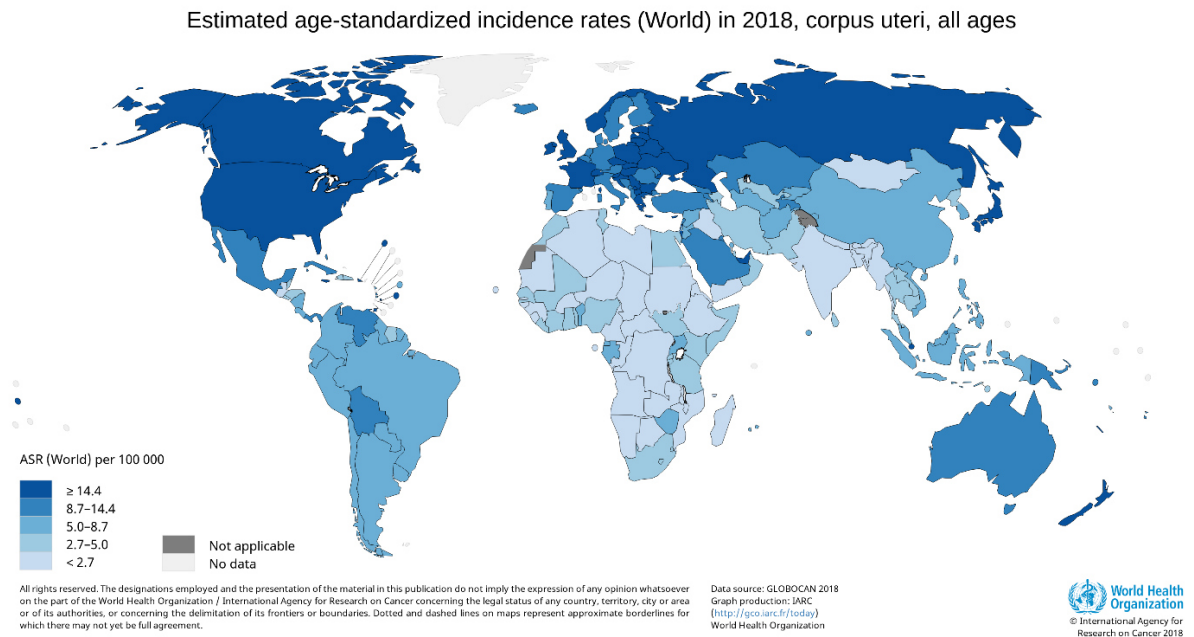 Estimated age-standardized incidence rates (World) in 2018, corpus uteri, all ages
ASR (World) per 100 000
≥ 14.4
8.7–14.4
5.0–8.7
2.7–5.0
< 2.7
Not applicable
No data
All rights reserved. The designations employed and the presentation of the material in this publication do not imply the expression of any opinion whatsoever
on the part of the World Health Organization / International Agency for Research on Cancer concerning the legal status of any country, territory, city or area
or of its authorities, or concerning the delimitation of its frontiers or boundaries. Dotted and dashed lines on maps represent approximate borderlines for
which there may not yet be full agreement.
Data source: GLOBOCAN 2018
Graph production: IARC
(http://gco.iarc.fr/today)
World Health Organization
World Health
Organization
© International Agency for
Research on Cancer 2018